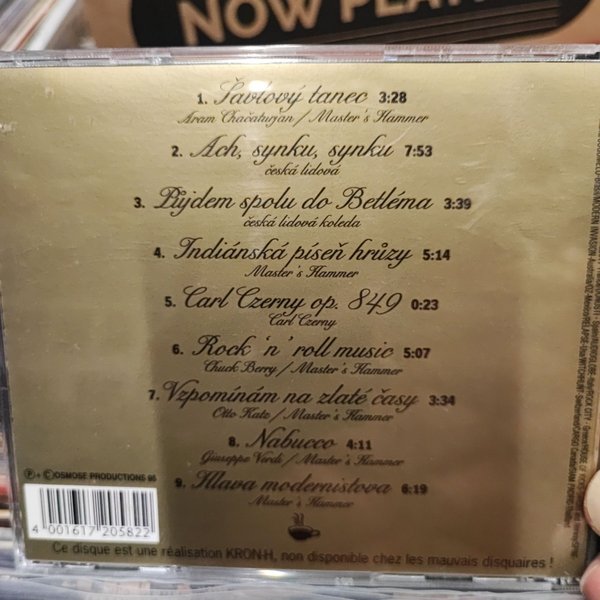 NOW PLAY
1. Šavlový tanec 3:28
Aram Chačaturjan / Master's Hammer
2. Ach, synku, synku 7:53
česká lidová
3. Půjdem spolu do Betléma 3:39
česká lidová koleda
4. Indiánská píseň hrůzy 5:14
Master's Hammer
5. Carl Czerny op. 849 0:23
Carl Czerny
6. Rock 'n' roll music 5:07
Chuck Berry / Master's Hammer
7. Vzpomínám na zlaté časy 3:34
Otto Katz / Master's Hammer
8. Nabucco 4:11
Giuseppe Verdi / Master's Hammer
9. Hlava modernistova 6:19
Master's Hammer
℗ + © OSMOSE PRODUCTIONS 95
4 001617 205822
Ce disque est une réalisation KRON-H, non disponible chez les mauvais disquaires !